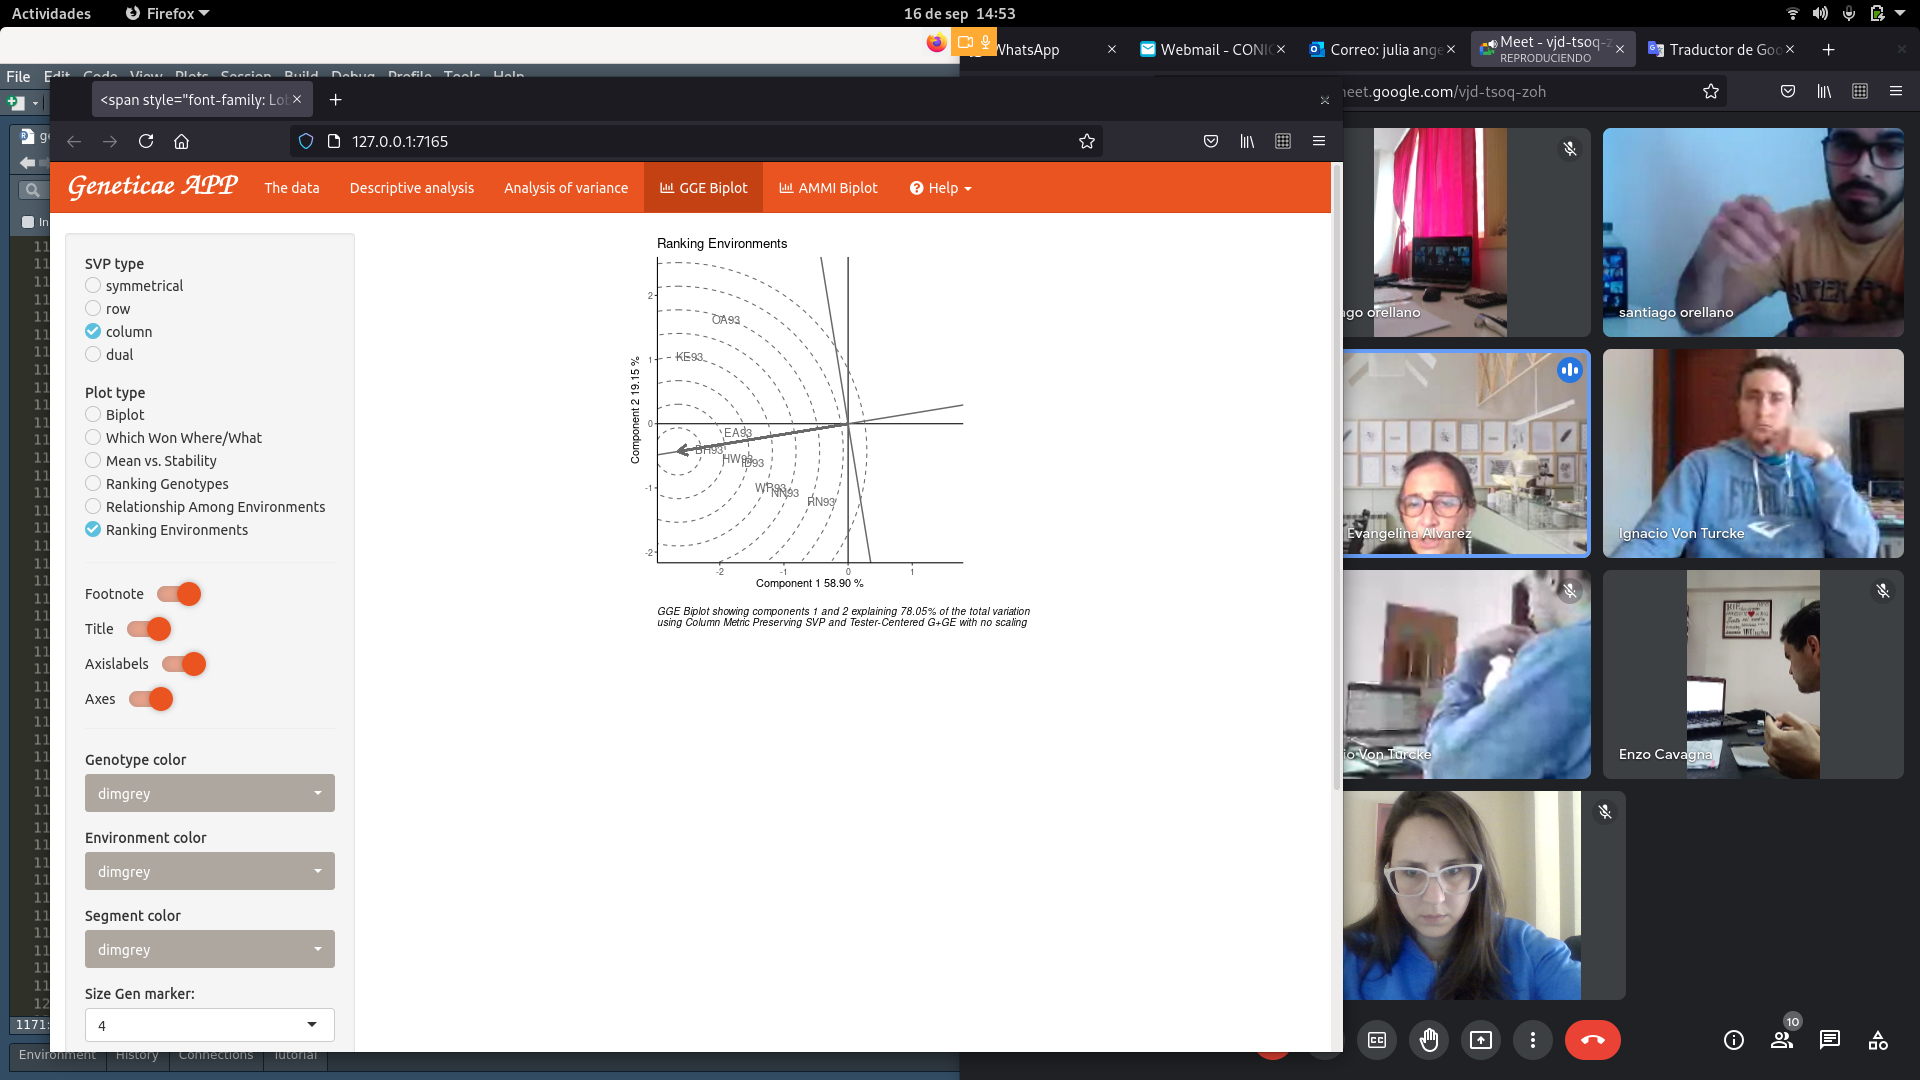 Actividades
Firefox
16 de sep 14:53
WhatsApp
Webmail - CONIC
Correo: julia ange
Meet - vjd-tsoq-z
REPRODUCIENDO
Traductor de Goo
File Edit Code View Plots Session Build Debug Profile Tools Help
<span style="font-family: Lob
127.0.0.1:7165
neet.google.com/vjd-tsoq-zoh
Geneticae APP
The data
Descriptive analysis
Analysis of variance
GGE Biplot
AMMI Biplot
Help
SVP type
symmetrical
row
column
dual
Plot type
Biplot
Which Won Where/What
Mean vs. Stability
Ranking Genotypes
Relationship Among Environments
Ranking Environments
Footnote
Title
Axislabels
Axes
Genotype color
dimgrey
Environment color
dimgrey
Segment color
dimgrey
Size Gen marker:
4
Ranking Environments
OA93
KE93
EA93
BH93
HW93
ID93
WP93
NN93
RN93
2
1
0
-1
-2
-2
-1
0
1
Component 2 19.15 %
Component 1 58.90 %
GGE Biplot showing components 1 and 2 explaining 78.05% of the total variation
using Column Metric Preserving SVP and Tester-Centered G+GE with no scaling
go orellano
santiago orellano
Evangelina Alvarez
Ignacio Von Turcke
io Von Turcke
Enzo Cavagna
10
1171:
Environment
History
Connections
Tutorial